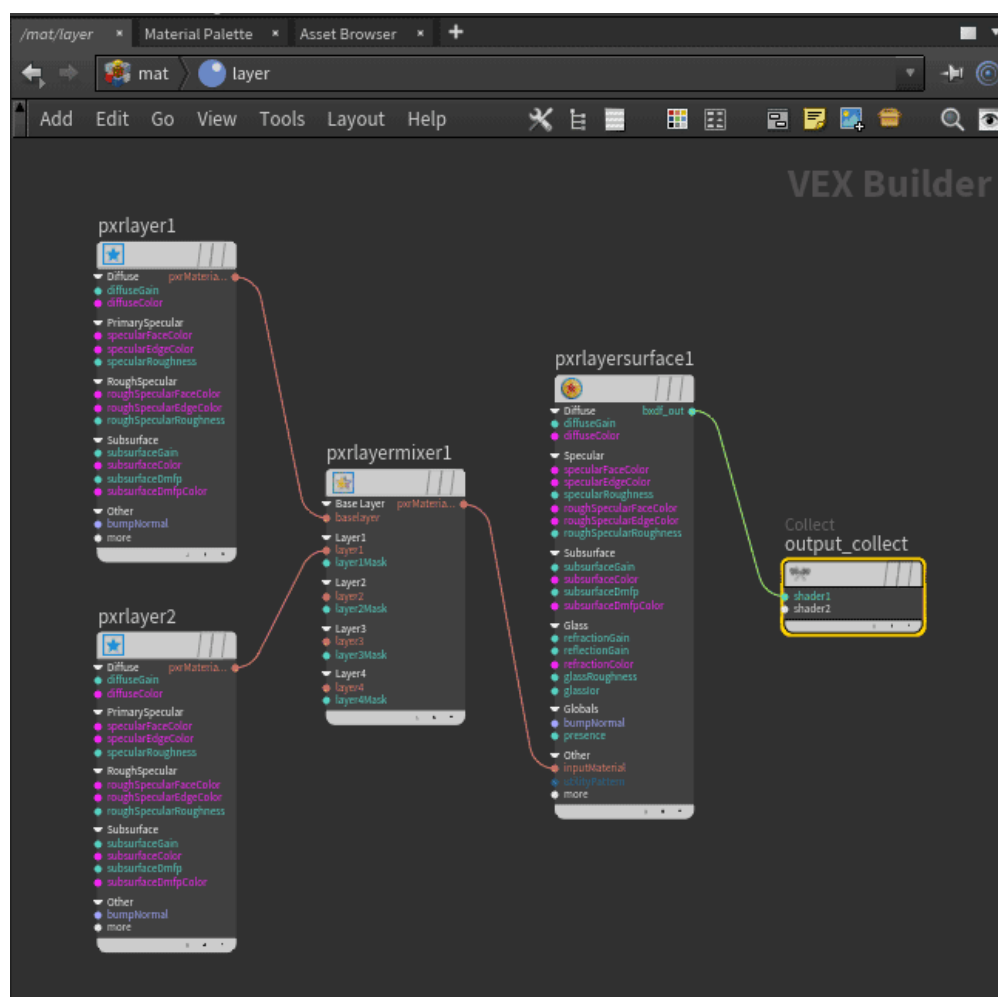 /mat/layer × Material Palette × Asset Browser × +
mat layer
Add Edit Go View Tools Layout Help
VEX Builder
pxrlayer1
Diffuse pxrMateria...
diffuseGain
diffuseColor
PrimarySpecular
specularFaceColor
specularEdgeColor
specularRoughness
RoughSpecular
roughSpecularFaceColor
roughSpecularEdgeColor
roughSpecularRoughness
Subsurface
subsurfaceGain
subsurfaceColor
subsurfaceDmfp
subsurfaceDmfpColor
Other
bumpNormal
more
pxrlayer2
Diffuse pxrMateria...
diffuseGain
diffuseColor
PrimarySpecular
specularFaceColor
specularEdgeColor
specularRoughness
RoughSpecular
roughSpecularFaceColor
roughSpecularEdgeColor
roughSpecularRoughness
Subsurface
subsurfaceGain
subsurfaceColor
subsurfaceDmfp
subsurfaceDmfpColor
Other
bumpNormal
more
pxrlayermixer1
Base Layer pxrMateria...
baselayer
Layer1
layer1
layer1Mask
Layer2
layer2
layer2Mask
Layer3
layer3
layer3Mask
Layer4
layer4
layer4Mask
pxrlayersurface1
Diffuse bxdf_out
diffuseGain
diffuseColor
Specular
specularFaceColor
specularEdgeColor
specularRoughness
roughSpecularFaceColor
roughSpecularEdgeColor
roughSpecularRoughness
Subsurface
subsurfaceGain
subsurfaceColor
subsurfaceDmfp
subsurfaceDmfpColor
Glass
refractionGain
reflectionGain
refractionColor
glassRoughness
glassIor
Globals
bumpNormal
presence
Other
inputMaterial
utilityPattern
more
Collect
output_collect
shader1
shader2